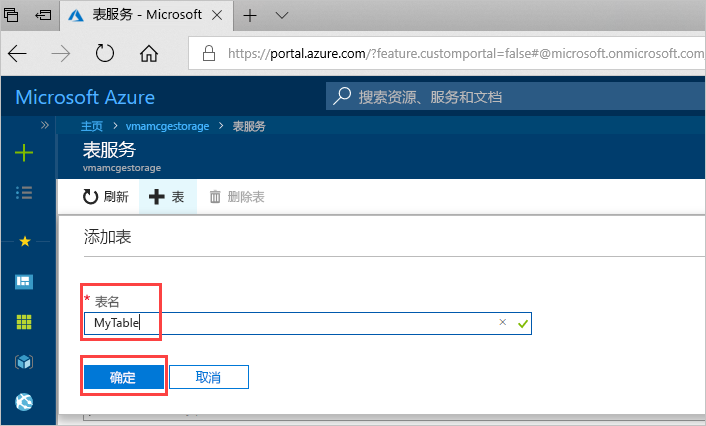 表服务 - Microsoft
https://portal.azure.com/?feature.customportal=false#@microsoft.onmicrosoft.com
Microsoft Azure
搜索资源、服务和文档
主页 > vmamcgestorage > 表服务
表服务
vmamcgestorage
刷新 表 删除表
添加表
* 表名
MyTable
确定 取消